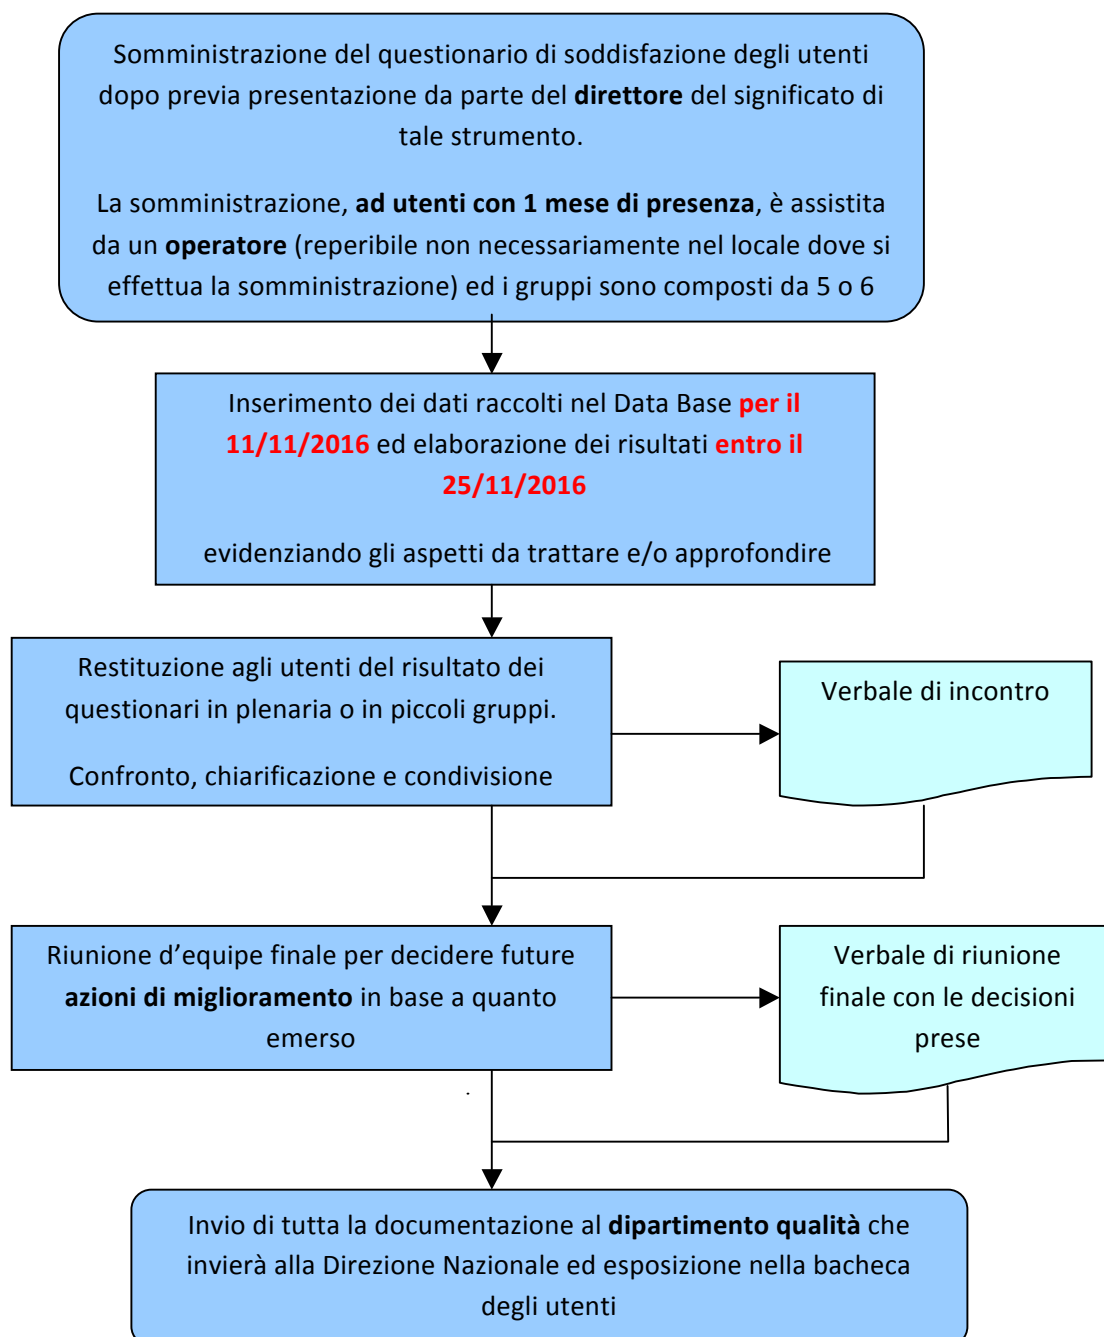 Somministrazione del questionario di soddisfazione degli utenti
dopo previa presentazione da parte del direttore del significato di
tale strumento.
La somministrazione, ad utenti con 1 mese di presenza, è assistita
da un operatore (reperibile non necessariamente nel locale dove si
effettua la somministrazione) ed i gruppi sono composti da 5 o 6
Inserimento dei dati raccolti nel Data Base per il
11/11/2016 ed elaborazione dei risultati entro il
25/11/2016
evidenziando gli aspetti da trattare e/o approfondire
Restituzione agli utenti del risultato dei
questionari in plenaria o in piccoli gruppi.
Confronto, chiarificazione e condivisione
Verbale di incontro
Riunione d’equipe finale per decidere future
azioni di miglioramento in base a quanto
emerso
Verbale di riunione
finale con le decisioni
prese
.
Invio di tutta la documentazione al dipartimento qualità che
invierà alla Direzione Nazionale ed esposizione nella bacheca
degli utenti